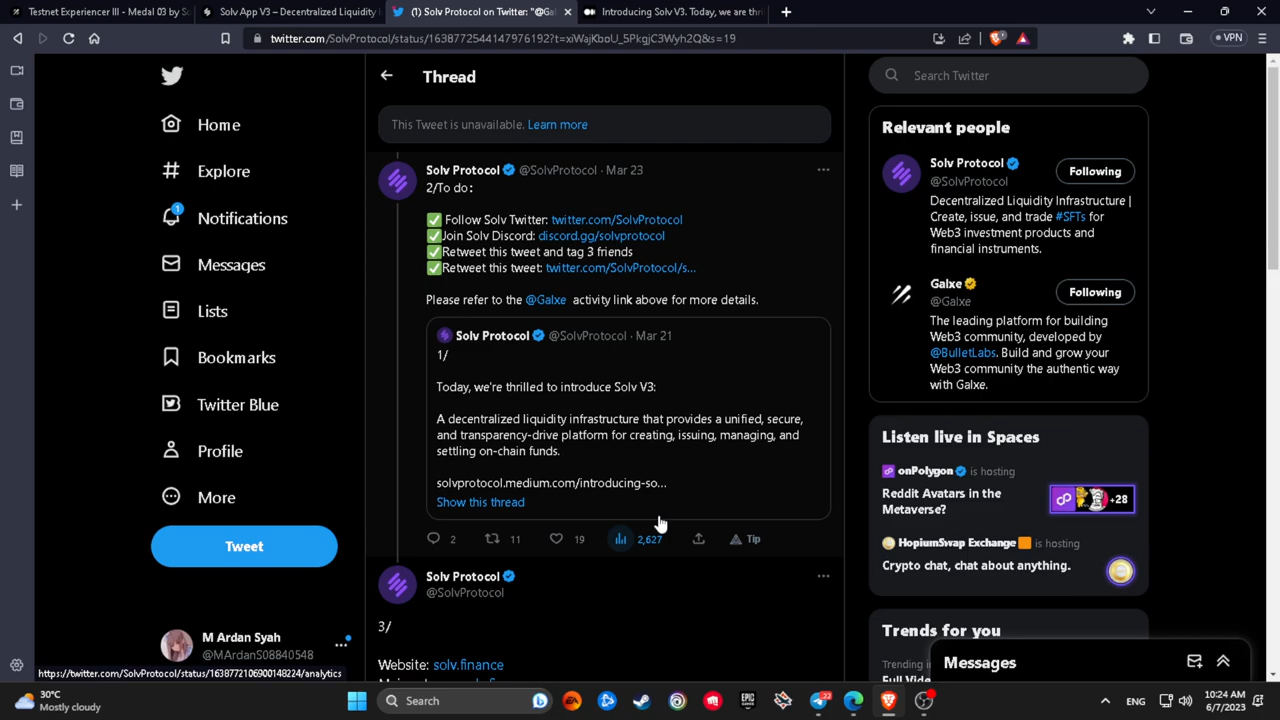 Testnet Experiencer III - Medal 03 by S
Solv App V3 – Decentralized Liquidity
(1) Solv Protocol on Twitter: "@Gal
Introducing Solv V3. Today, we are thri
twitter.com/SolvProtocol/status/1638772544147976192?t=xiWajKboU_5PkgjC3Wyh2Q&s=19
VPN
Home
Explore
1
Notifications
Messages
Lists
Bookmarks
Twitter Blue
Profile
More
Tweet
M Ardan Syah
@MArdanS08840548
https://twitter.com/SolvProtocol/status/1638772106900148224/analytics
Thread
This Tweet is unavailable. Learn more
Solv Protocol @SolvProtocol · Mar 23
2/To do:
✅ Follow Solv Twitter: twitter.com/SolvProtocol
✅Join Solv Discord: discord.gg/solvprotocol
✅Retweet this tweet and tag 3 friends
✅Retweet this tweet: twitter.com/SolvProtocol/s...
Please refer to the @Galxe activity link above for more details.
Solv Protocol @SolvProtocol · Mar 21
1/
Today, we're thrilled to introduce Solv V3:
A decentralized liquidity infrastructure that provides a unified, secure,
and transparency-drive platform for creating, issuing, managing, and
settling on-chain funds.
solvprotocol.medium.com/introducing-so...
Show this thread
2 11 19 2,627 Tip
Solv Protocol
@SolvProtocol
3/
Website: solv.finance
Search Twitter
Relevant people
Solv Protocol
@SolvProtocol
Following
Decentralized Liquidity Infrastructure |
Create, issue, and trade #SFTs for
Web3 investment products and
financial instruments.
Galxe
@Galxe
Following
The leading platform for building
Web3 community, developed by
@BulletLabs. Build and grow your
Web3 community the authentic way
with Galxe.
Listen live in Spaces
onPolygon is hosting
Reddit Avatars in the
Metaverse?
+28
HopiumSwap Exchange is hosting
Crypto chat, chat about anything.
Trends for you
Trending in
Messages
30°C
Mostly cloudy
Search
EA
EPIC
GAMES
22
ENG
10:24 AM
6/7/2023